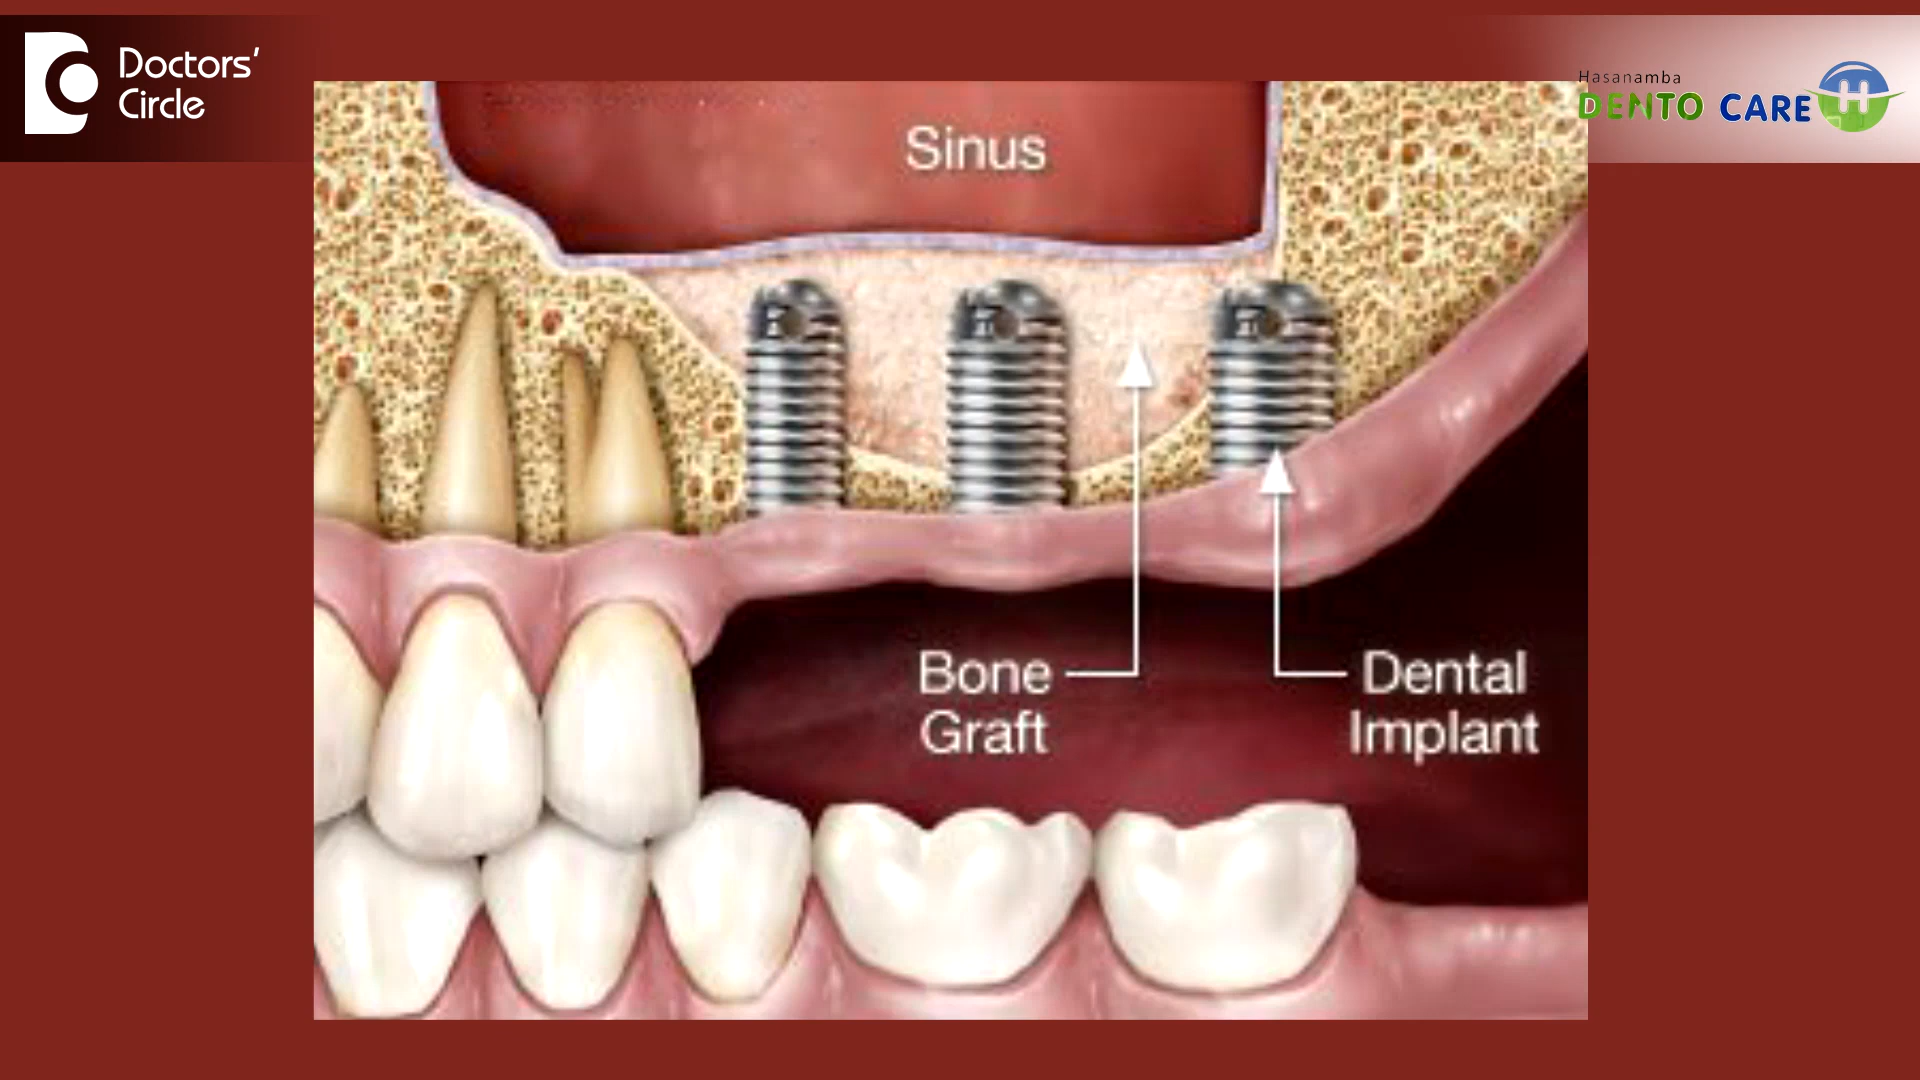 Doctors'
Circle
Hasanamba
DENTO CARE
H
Sinus
Bone
Graft
Dental
Implant